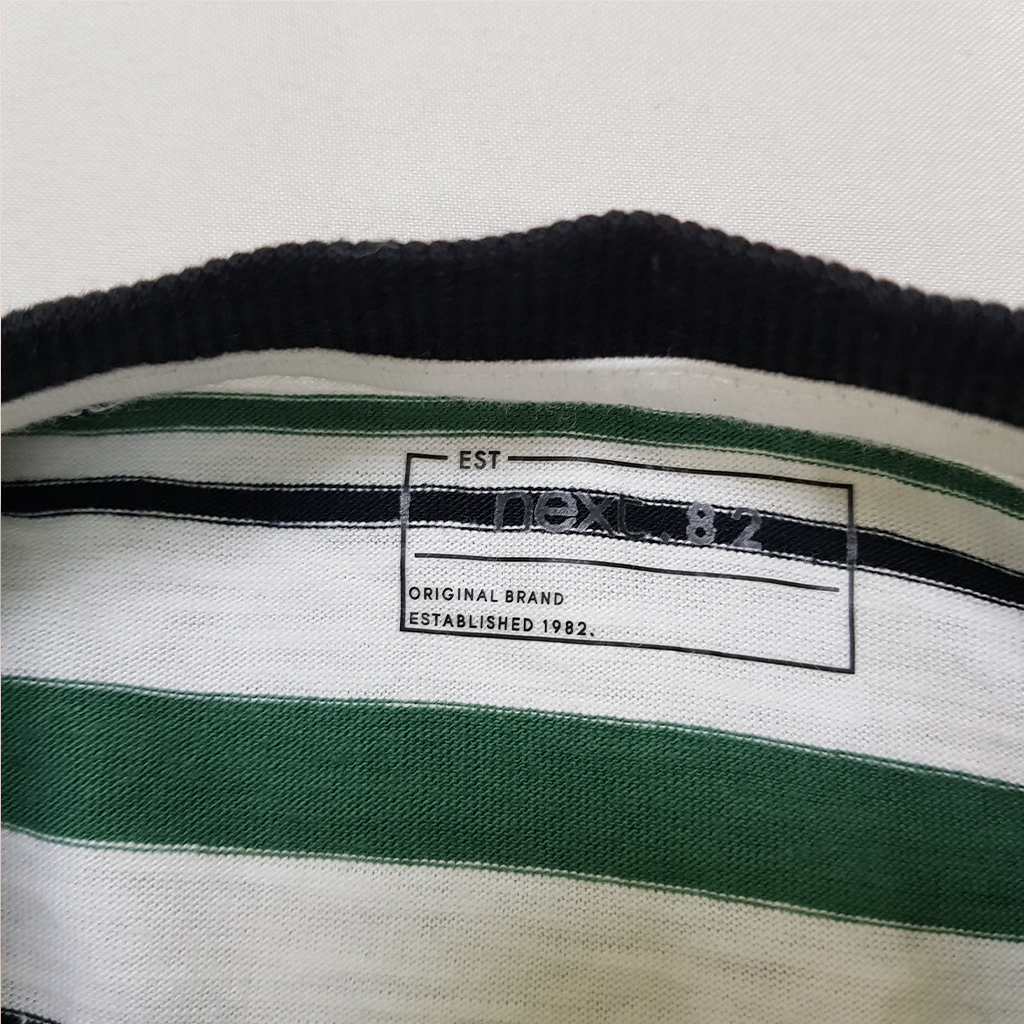 EST
next.82
ORIGINAL BRAND
ESTABLISHED 1982.